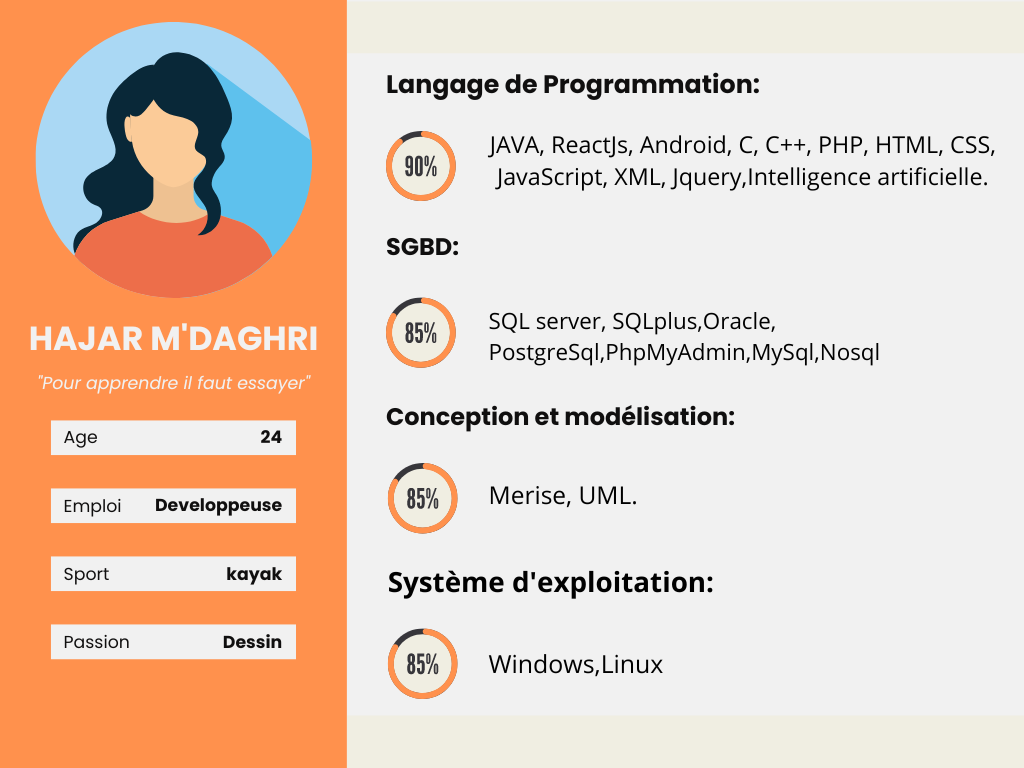 HAJAR M'DAGHRI
"Pour apprendre il faut essayer"
Age 24
Emploi Developpeuse
Sport kayak
Passion Dessin
Langage de Programmation:
90%
JAVA, ReactJs, Android, C, C++, PHP, HTML, CSS,
JavaScript, XML, Jquery,Intelligence artificielle.
SGBD:
85%
SQL server, SQLplus,Oracle,
PostgreSql,PhpMyAdmin,MySql,Nosql
Conception et modélisation:
85%
Merise, UML.
Système d'exploitation:
85%
Windows,Linux